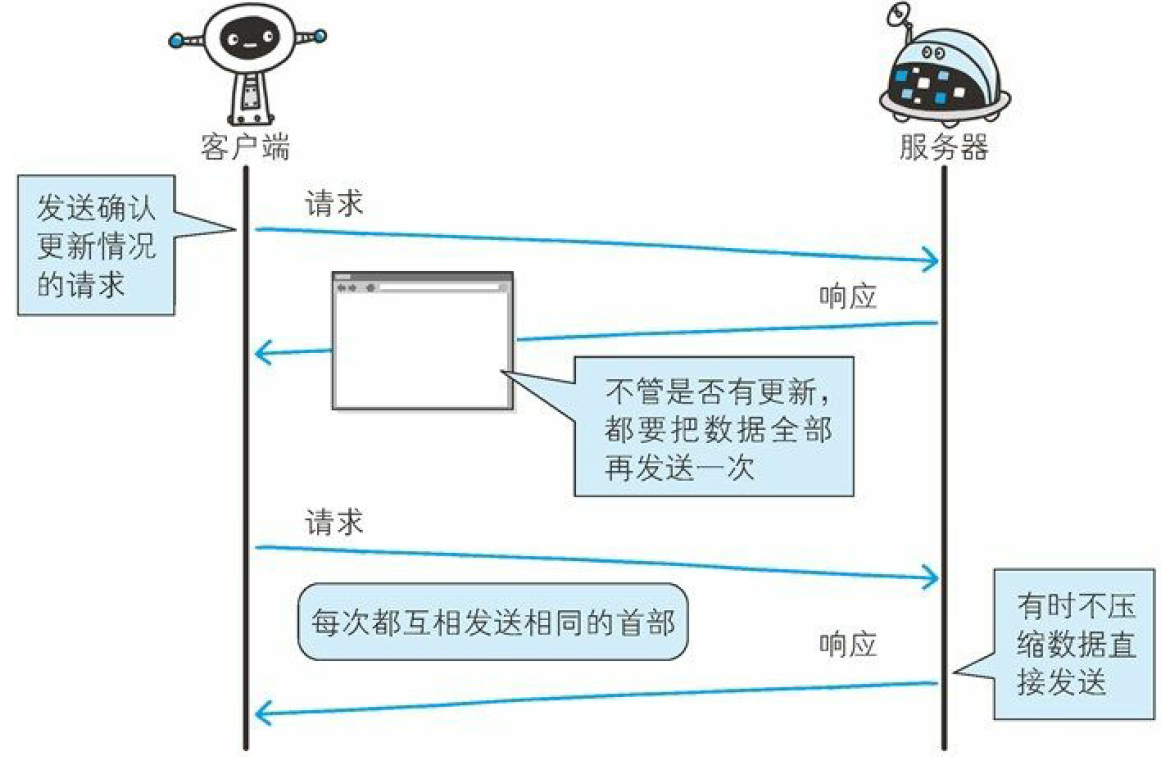 客户端
服务器
发送确认
更新情况
的请求
请求
响应
不管是否有更新，
都要把数据全部
再发送一次
请求
每次都互相发送相同的首部
响应
有时不压
缩数据直
接发送